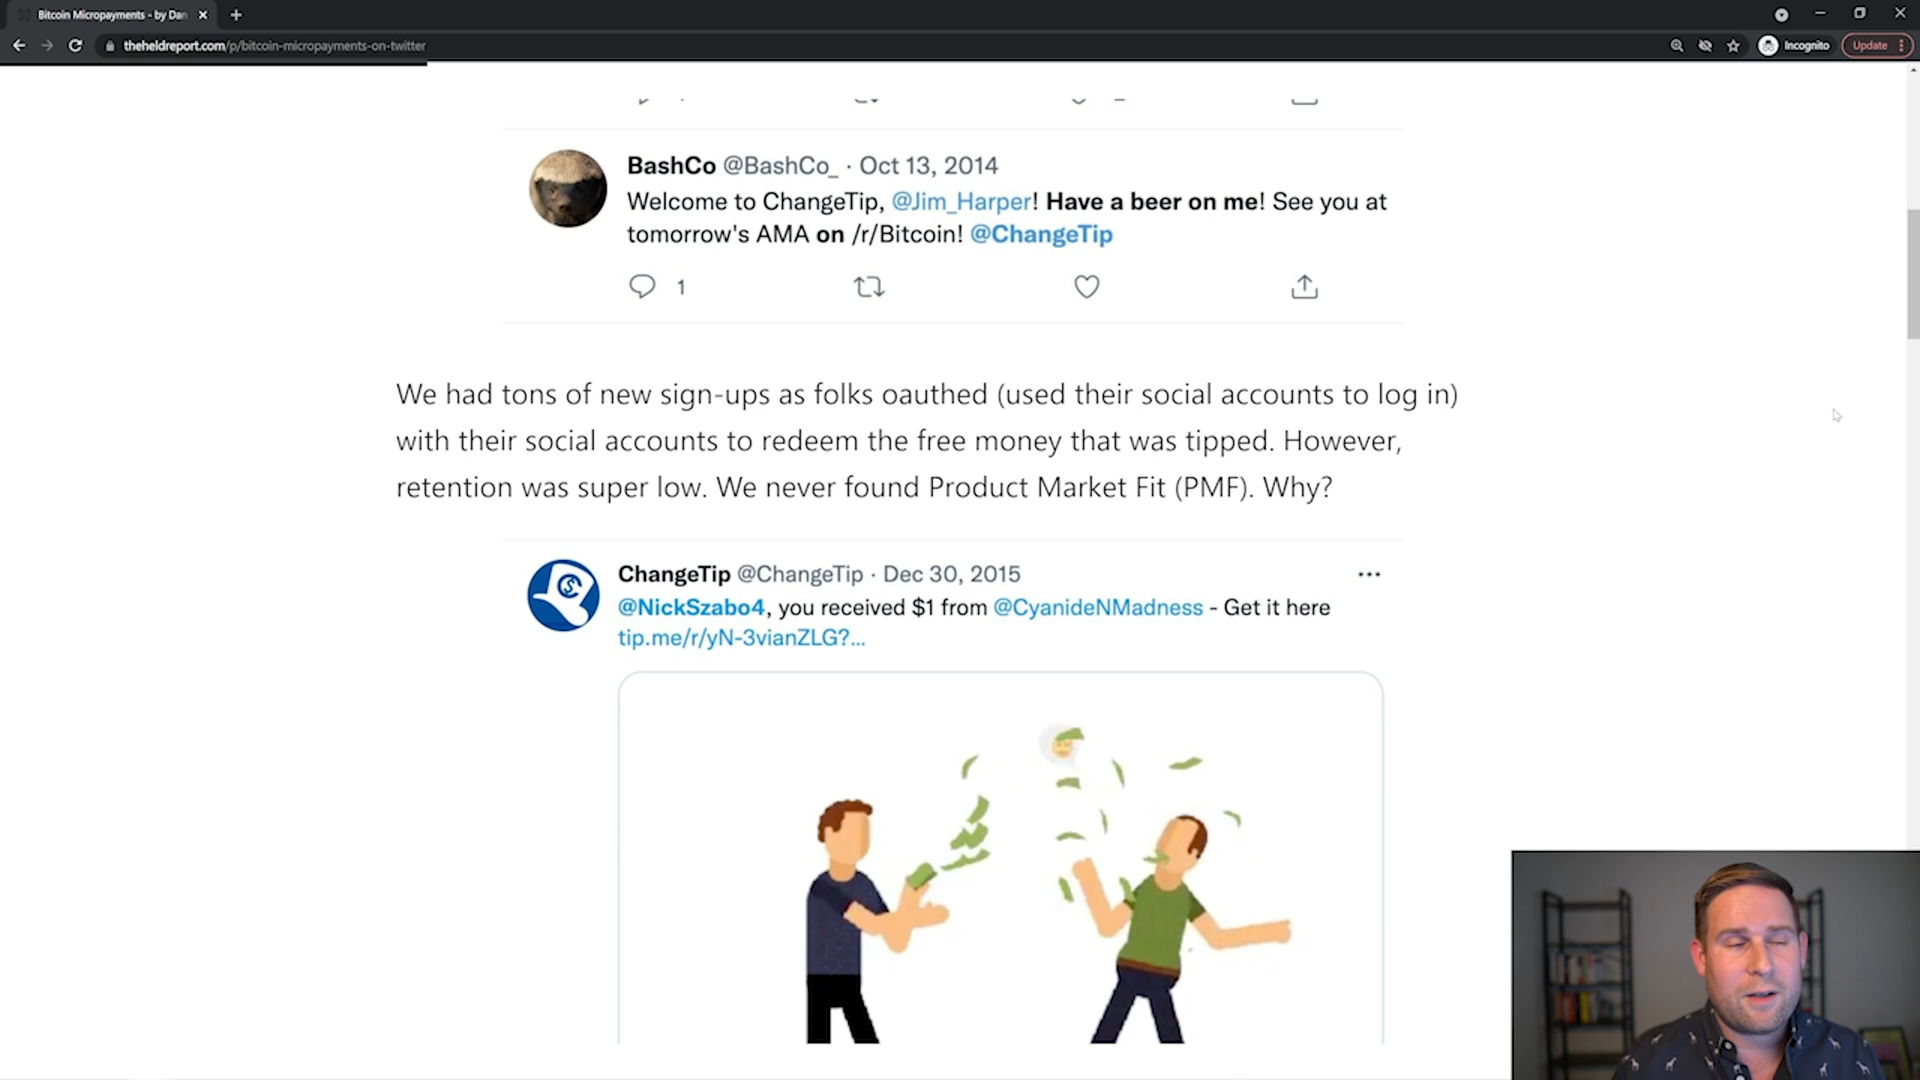 Bitcoin Micropayments - by Dan
theheldreport.com/p/bitcoin-micropayments-on-twitter
Incognito
Update
BashCo @BashCo_ · Oct 13, 2014
Welcome to ChangeTip, @Jim_Harper! Have a beer on me! See you at
tomorrow's AMA on /r/Bitcoin! @ChangeTip
1
We had tons of new sign-ups as folks oauthed (used their social accounts to log in)
with their social accounts to redeem the free money that was tipped. However,
retention was super low. We never found Product Market Fit (PMF). Why?
ChangeTip @ChangeTip · Dec 30, 2015
@NickSzabo4, you received $1 from @CyanideNMadness - Get it here
tip.me/r/yN-3vianZLG?...